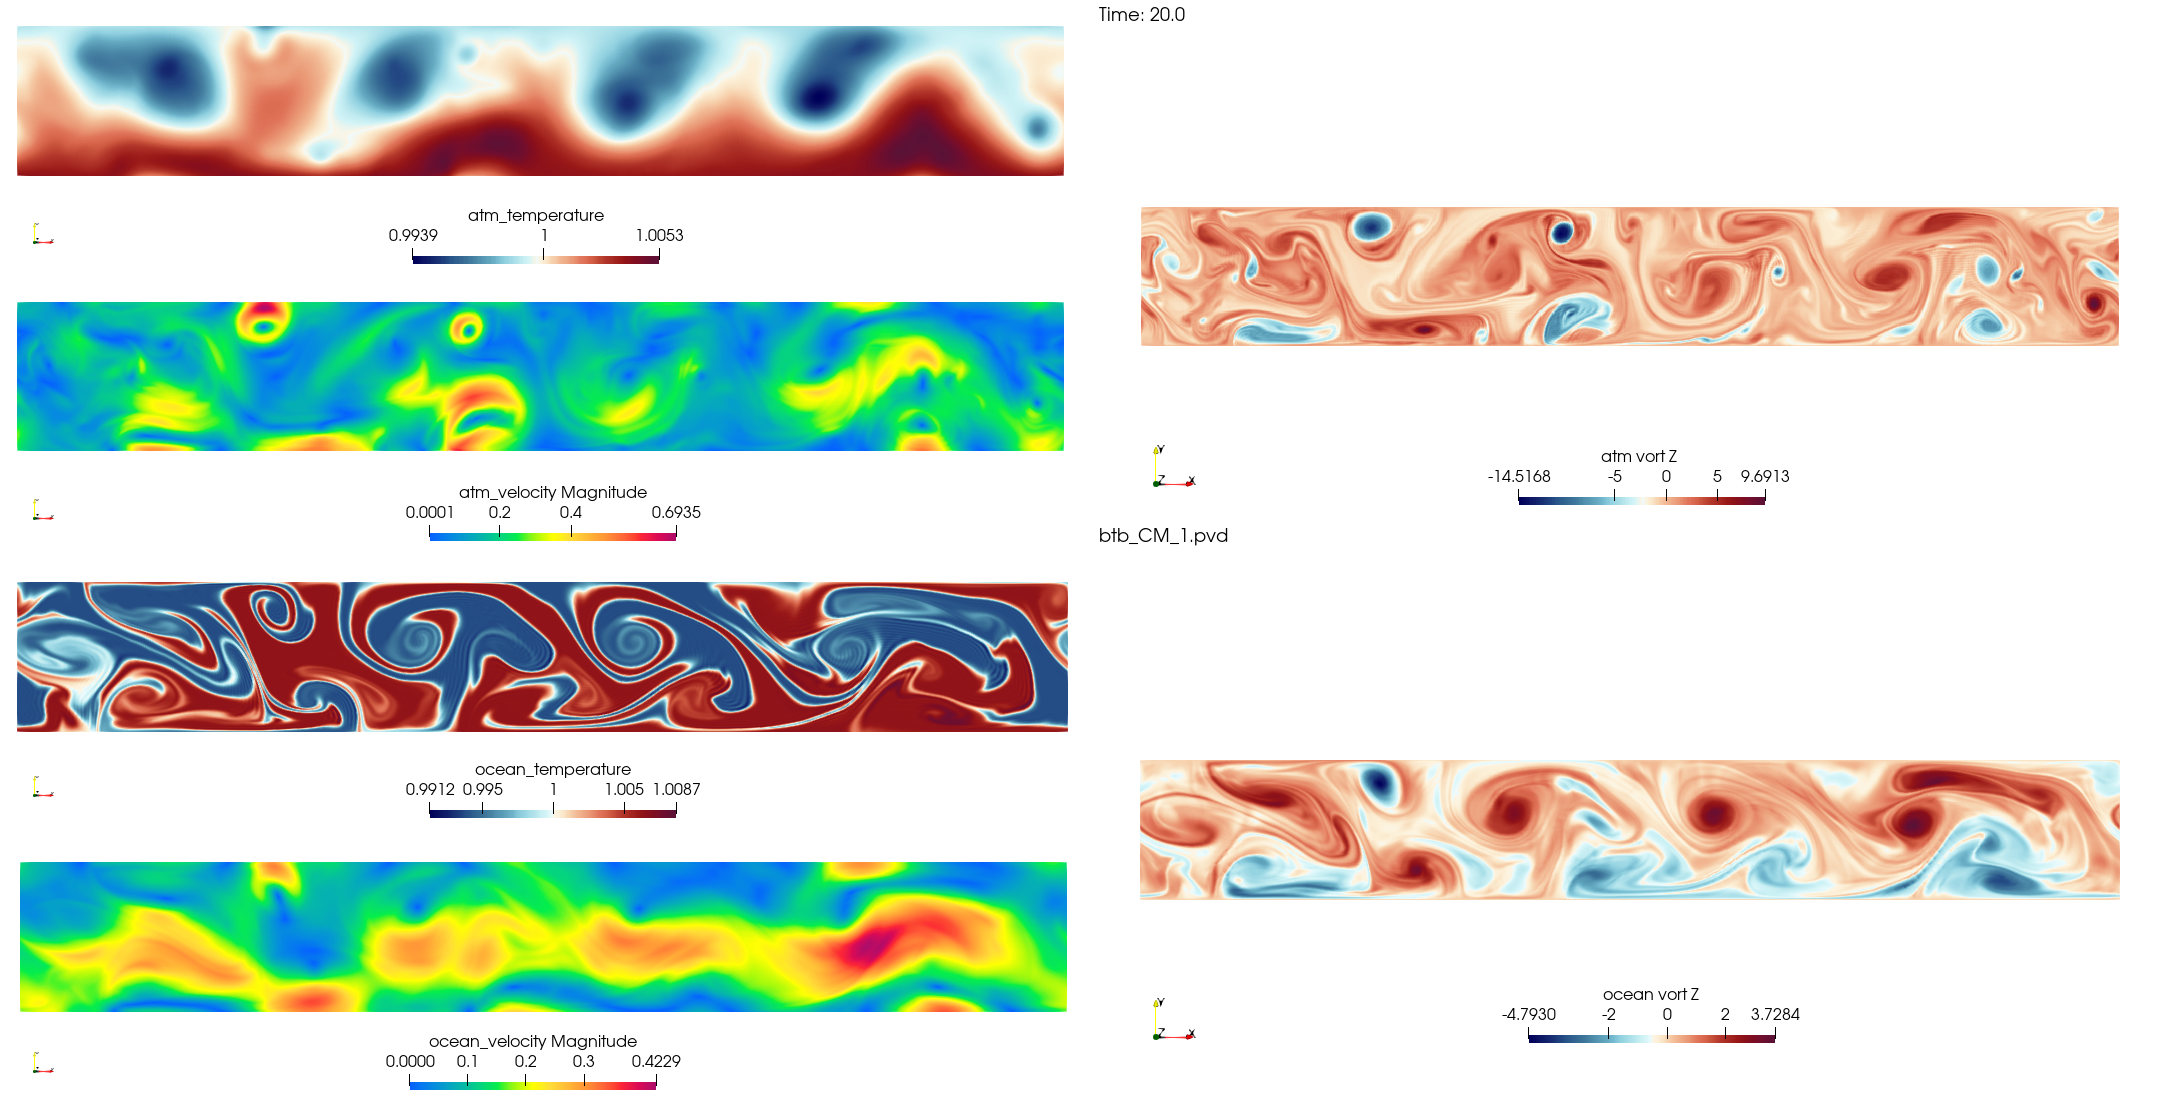 Time: 20.0
atm_temperature
0.9939 1 1.0053
atm_velocity Magnitude
0.0001 0.2 0.4 0.6935
ocean_temperature
0.9912 0.995 1 1.005 1.0087
ocean_velocity Magnitude
0.0000 0.1 0.2 0.3 0.4229
Y
Z X
atm vort Z
-14.5168 -5 0 5 9.6913
btb_CM_1.pvd
Y
Z X
ocean vort Z
-4.7930 -2 0 2 3.7284